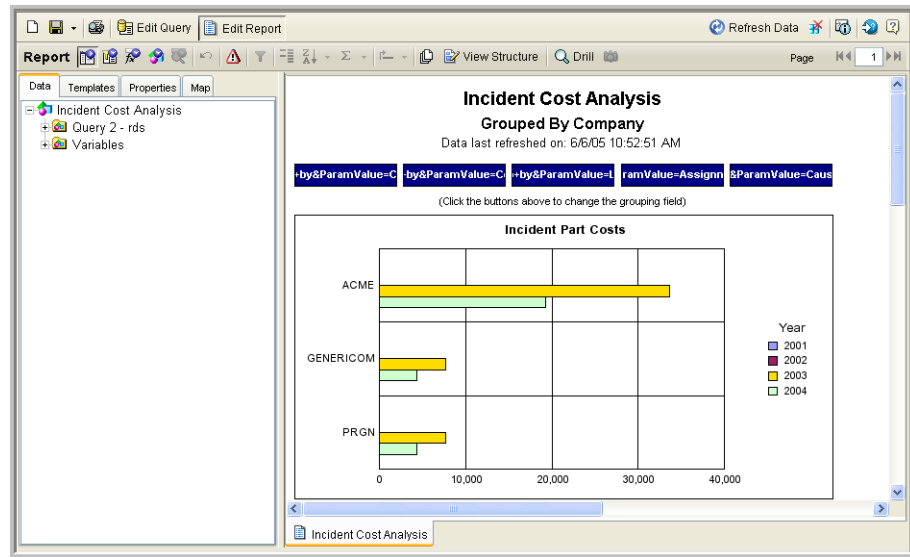 Edit Query Edit Report Refresh Data
Report View Structure Drill Page 1
Data Templates Properties Map
Incident Cost Analysis
Query 2 - rds
Variables
Incident Cost Analysis
Grouped By Company
Data last refreshed on: 6/6/05 10:52:51 AM
+by&ParamValue=C -by&ParamValue=C +by&ParamValue=L ramValue=Assignn &ParamValue=Caus
(Click the buttons above to change the grouping field)
Incident Part Costs
ACME
GENERICOM
PRGN
0 10,000 20,000 30,000 40,000
Year
2001
2002
2003
2004
Incident Cost Analysis